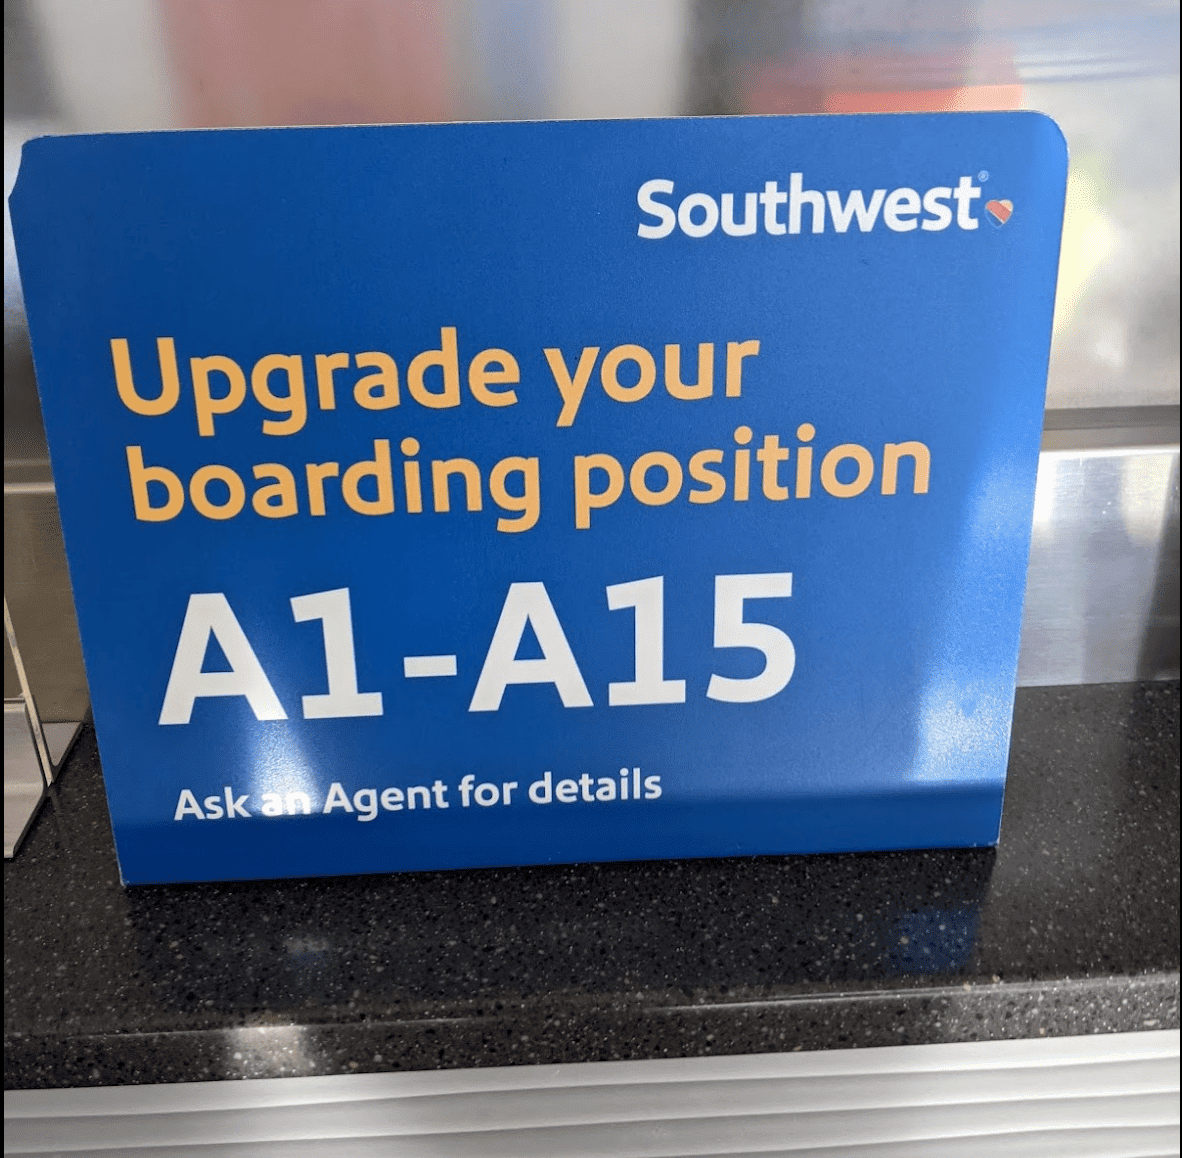 Southwest®
Upgrade your
boarding position
A1-A15
Ask an Agent for details